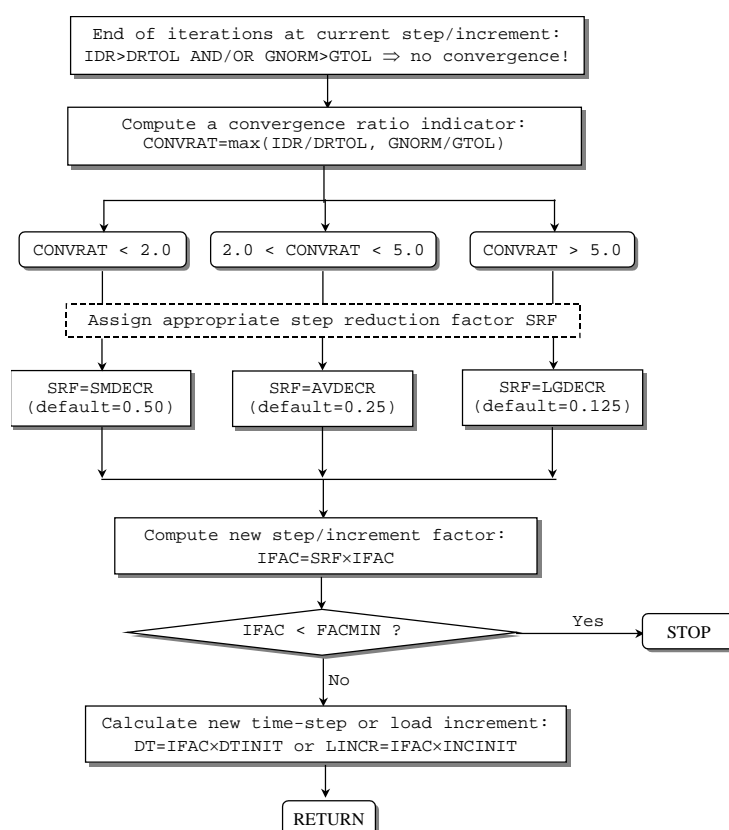 End of iterations at current step/increment:
IDR>DRTOL AND/OR GNORM>GTOL ⇒ no convergence!
Compute a convergence ratio indicator:
CONVRAT=max(IDR/DRTOL, GNORM/GTOL)
CONVRAT < 2.0
2.0 < CONVRAT < 5.0
CONVRAT > 5.0
Assign appropriate step reduction factor SRF
SRF=SMDECR
(default=0.50)
SRF=AVDECR
(default=0.25)
SRF=LGDECR
(default=0.125)
Compute new step/increment factor:
IFAC=SRF×IFAC
IFAC < FACMIN ?
Yes
STOP
No
Calculate new time-step or load increment:
DT=IFAC×DTINIT or LINCR=IFAC×INCINIT
RETURN